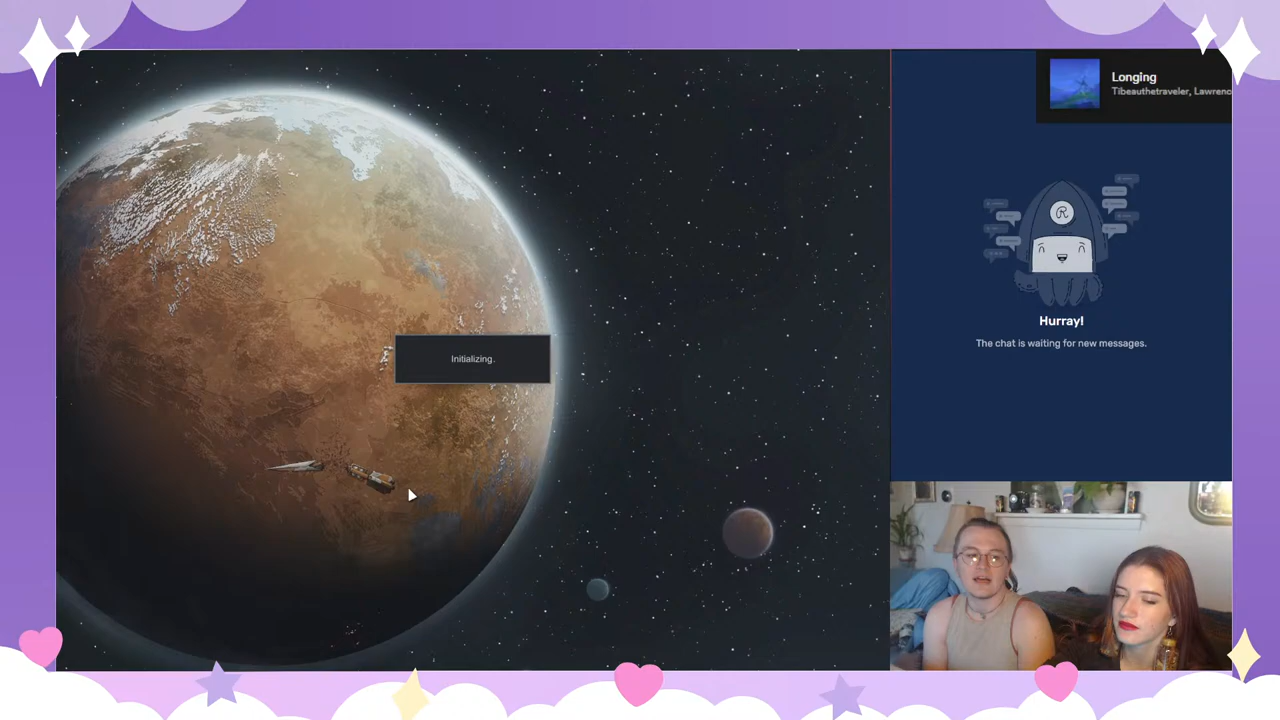 Longing
Tibeauthetraveler, Lawrenc
R
Hurray!
The chat is waiting for new messages.
Initializing.